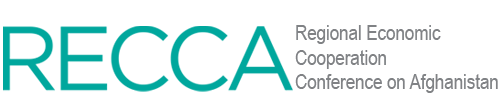 RECCA
Regional Economic
Cooperation
Conference on Afghanistan